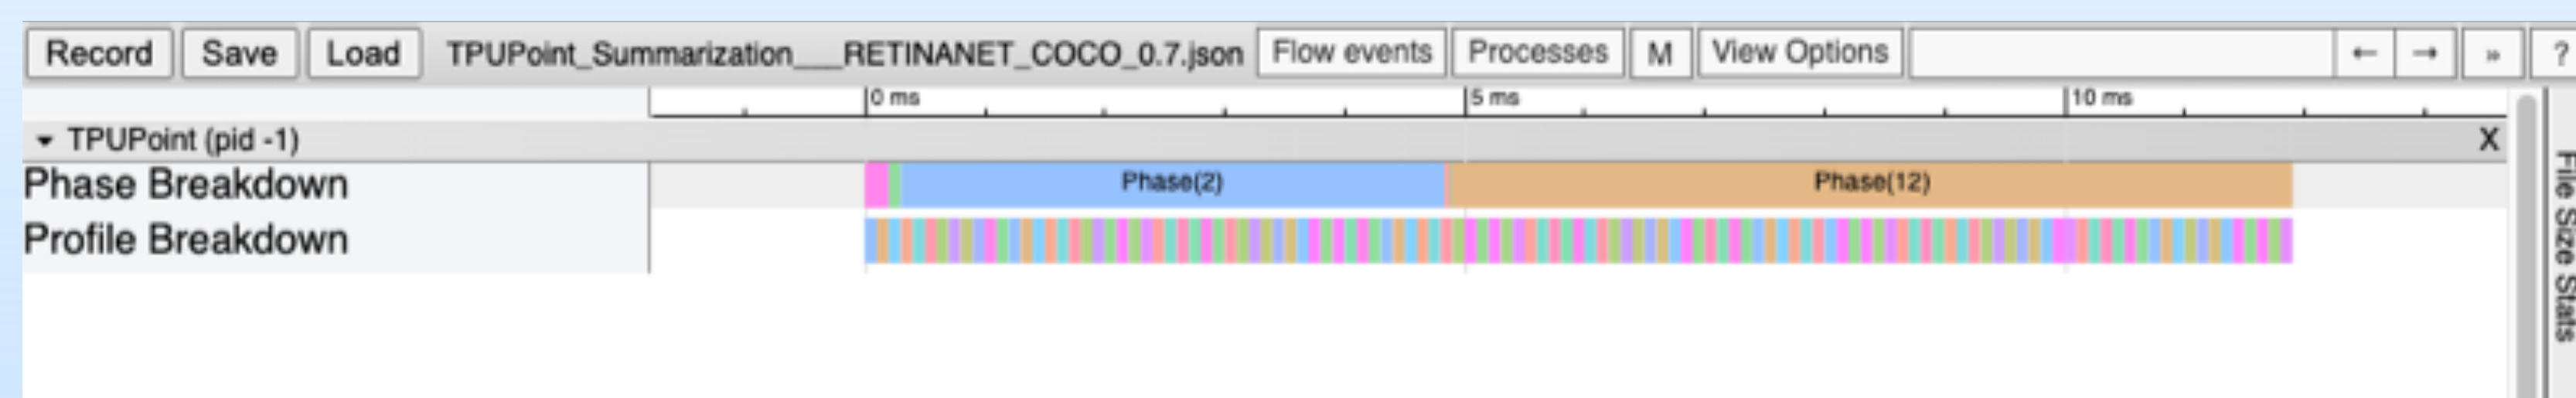 Record Save Load TPUPoint_Summarization___RETINANET_COCO_0.7.json Flow events Processes M View Options ← → » ?
0 ms 5 ms 10 ms
▾ TPUPoint (pid -1) X
Phase Breakdown Phase(2) Phase(12)
Profile Breakdown
File Size Stats